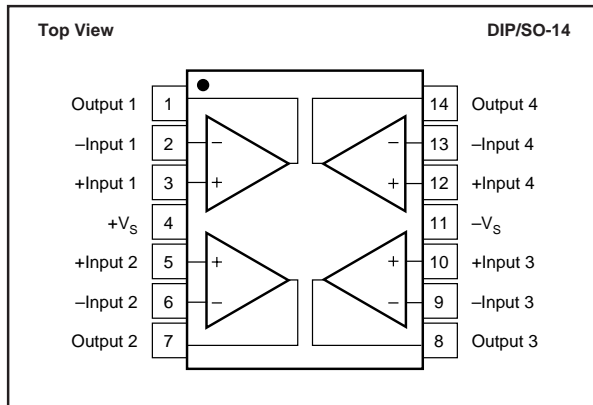 Top View DIP/SO-14
Output 1 1 14 Output 4
–Input 1 2 – – 13 –Input 4
+Input 1 3 + + 12 +Input 4
+VS 4 11 –VS
+Input 2 5 + + 10 +Input 3
–Input 2 6 – – 9 –Input 3
Output 2 7 8 Output 3